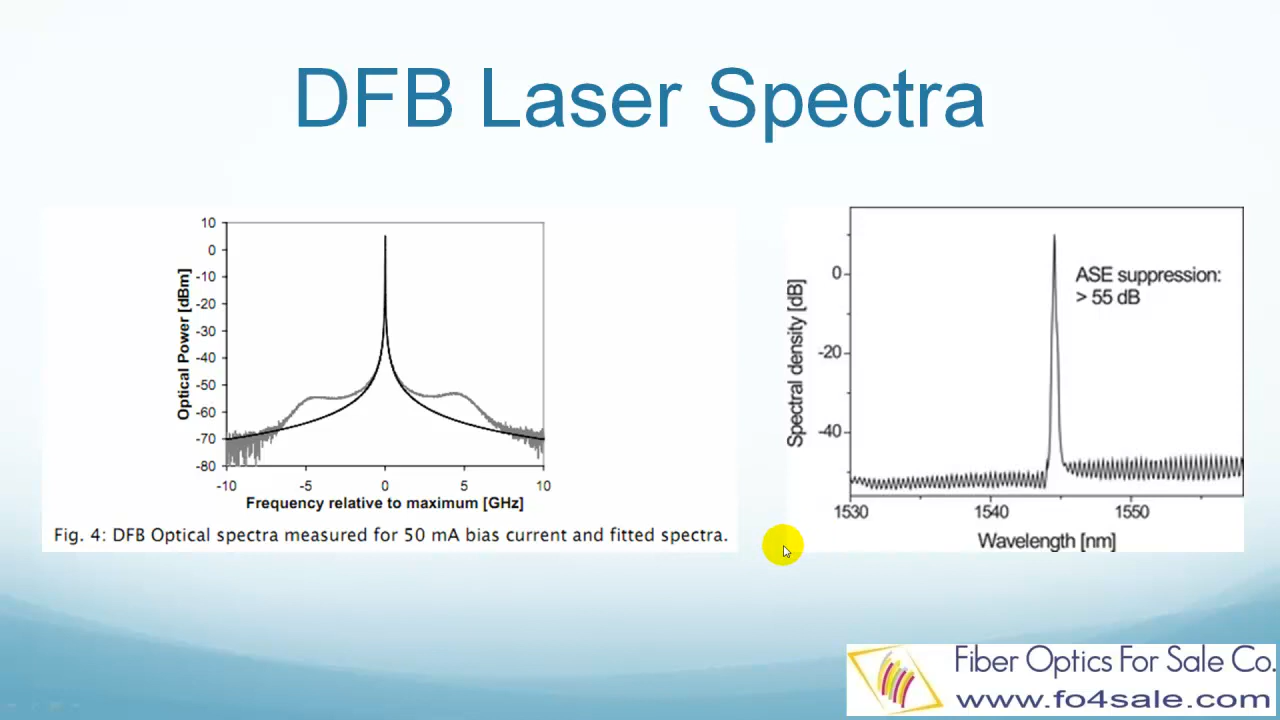 DFB Laser Spectra
10
0
-10
-20
-30
-40
-50
-60
-70
-80
Optical Power [dBm]
-10 -5 0 5 10
Frequency relative to maximum [GHz]
Fig. 4: DFB Optical spectra measured for 50 mA bias current and fitted spectra.
ASE suppression:
> 55 dB
0
-20
-40
Spectral density [dB]
1530 1540 1550
Wavelength [nm]
Fiber Optics For Sale Co.
www.fo4sale.com